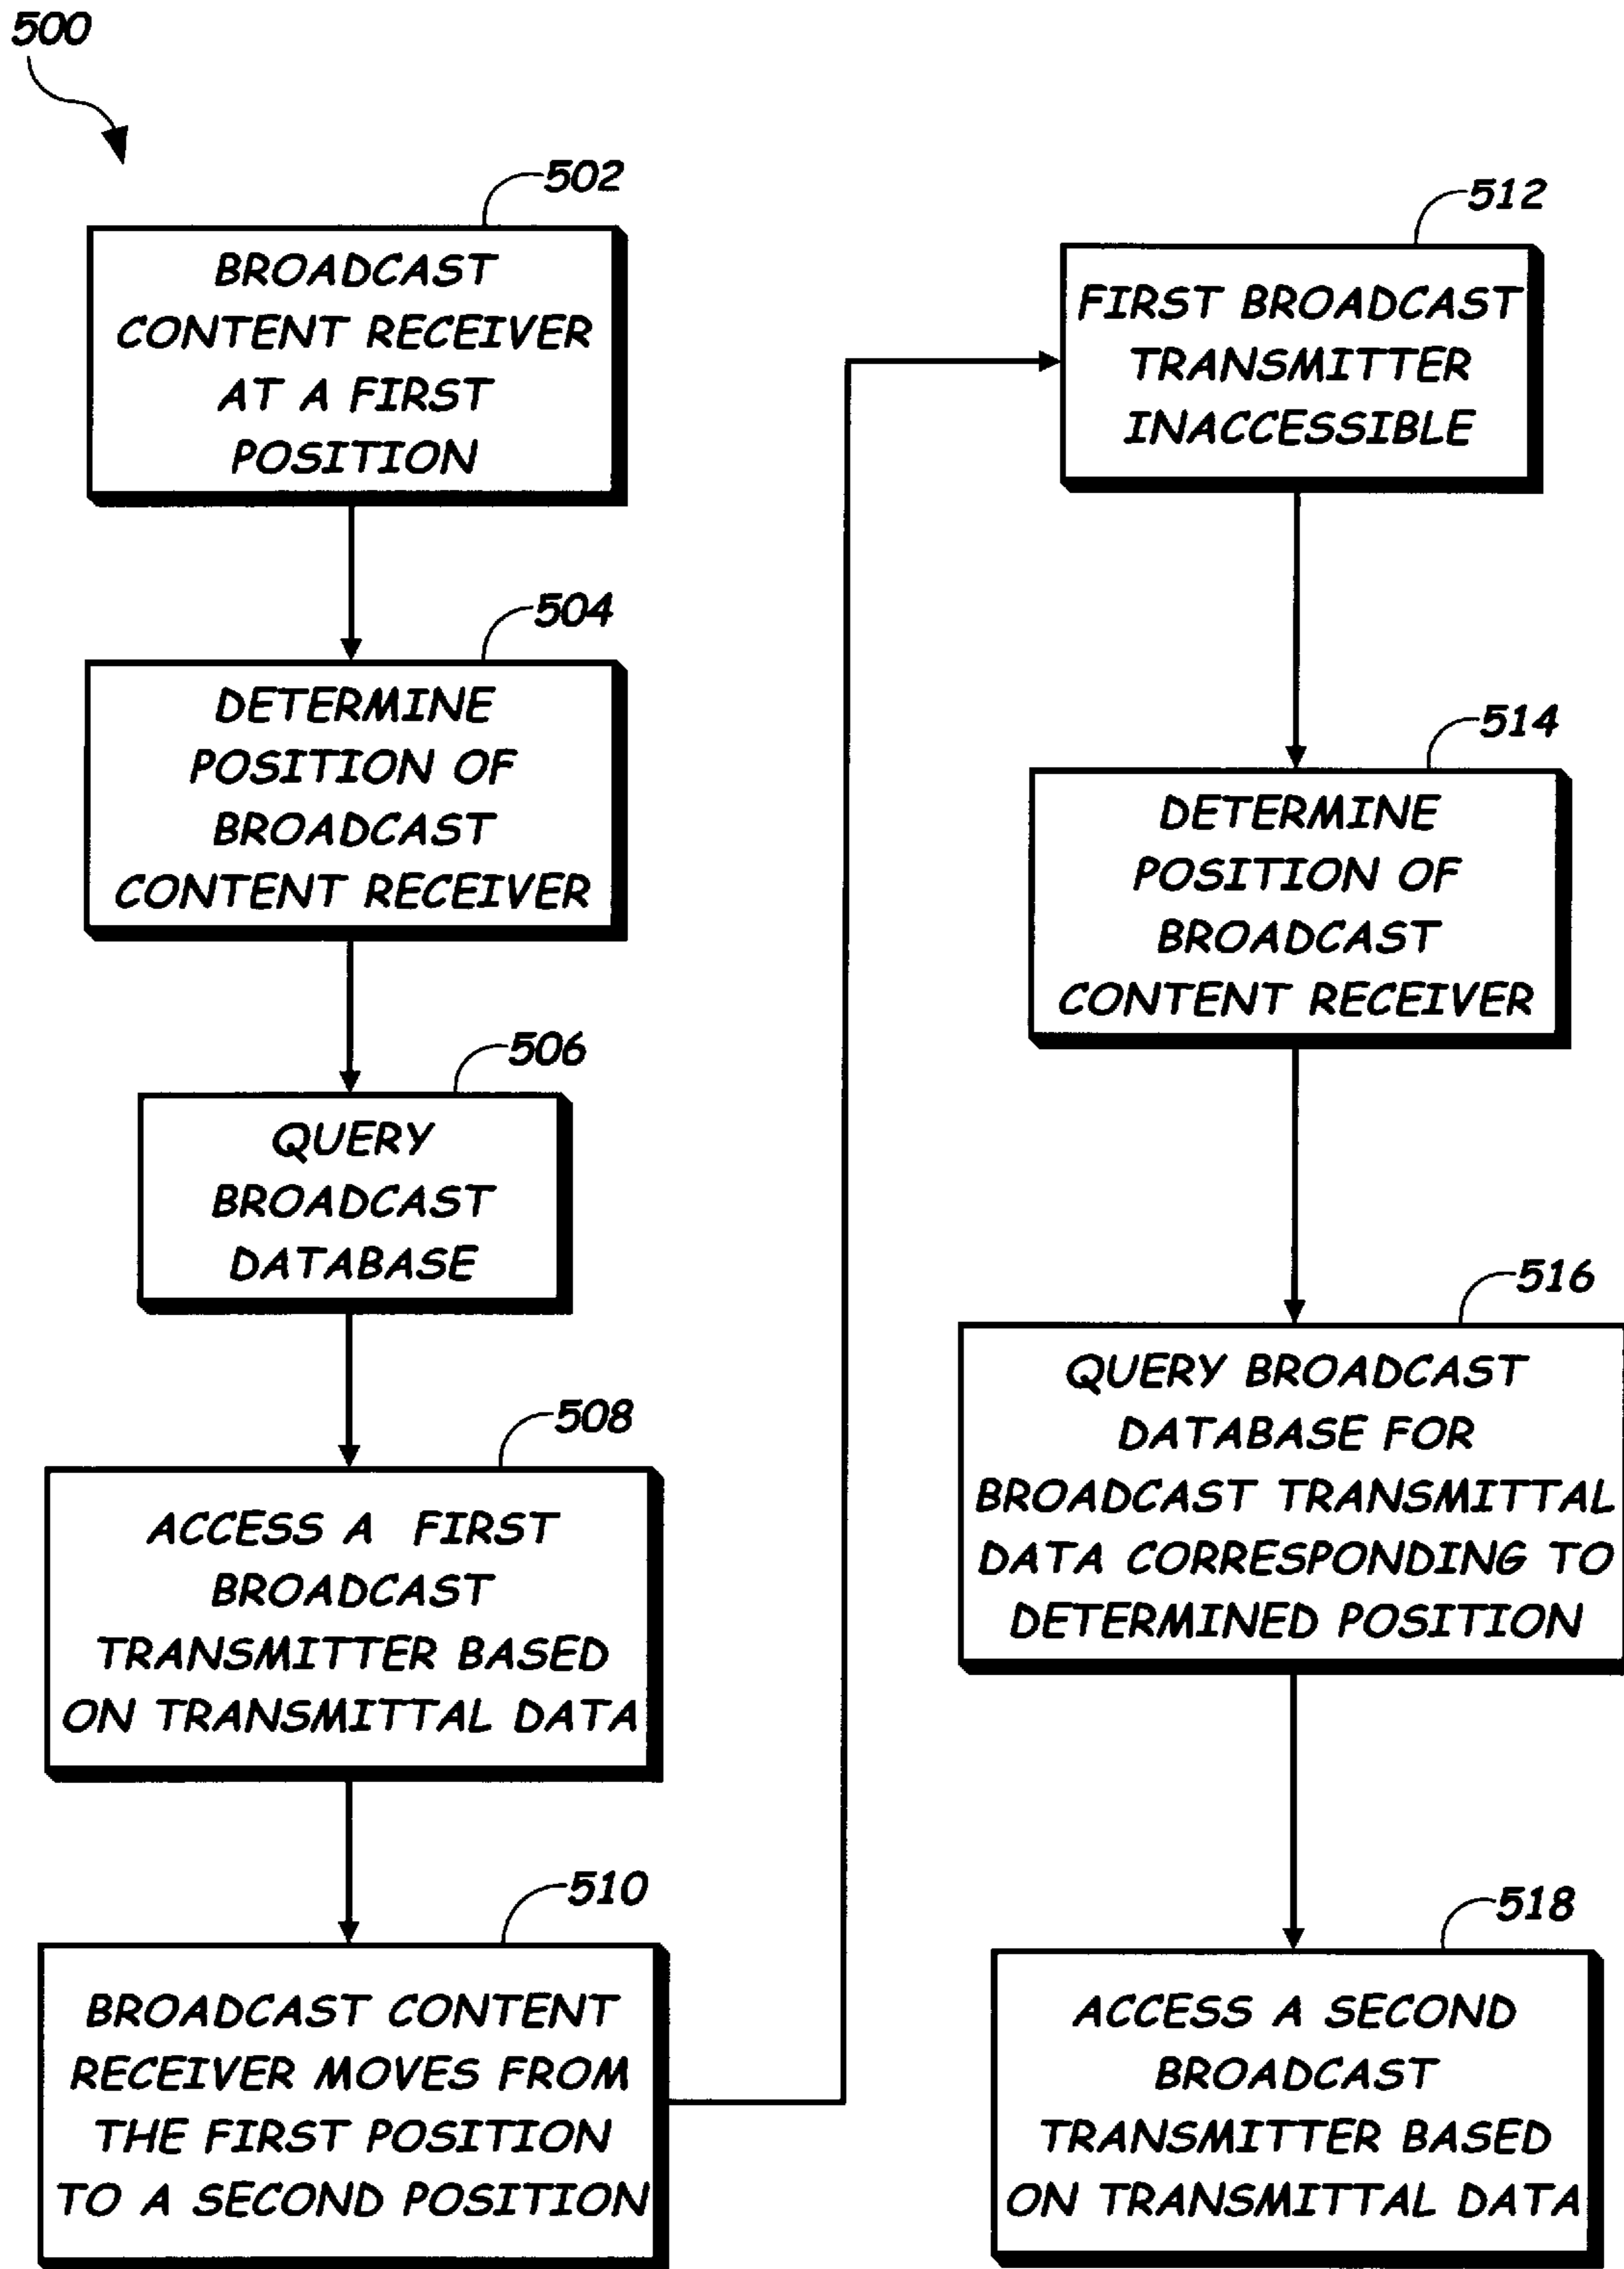 500
502
BROADCAST
CONTENT RECEIVER
AT A FIRST
POSITION
504
DETERMINE
POSITION OF
BROADCAST
CONTENT RECEIVER
506
QUERY
BROADCAST
DATABASE
508
ACCESS A FIRST
BROADCAST
TRANSMITTER BASED
ON TRANSMITTAL DATA
510
BROADCAST CONTENT
RECEIVER MOVES FROM
THE FIRST POSITION
TO A SECOND POSITION
512
FIRST BROADCAST
TRANSMITTER
INACCESSIBLE
514
DETERMINE
POSITION OF
BROADCAST
CONTENT RECEIVER
516
QUERY BROADCAST
DATABASE FOR
BROADCAST TRANSMITTAL
DATA CORRESPONDING TO
DETERMINED POSITION
518
ACCESS A SECOND
BROADCAST
TRANSMITTER BASED
ON TRANSMITTAL DATA